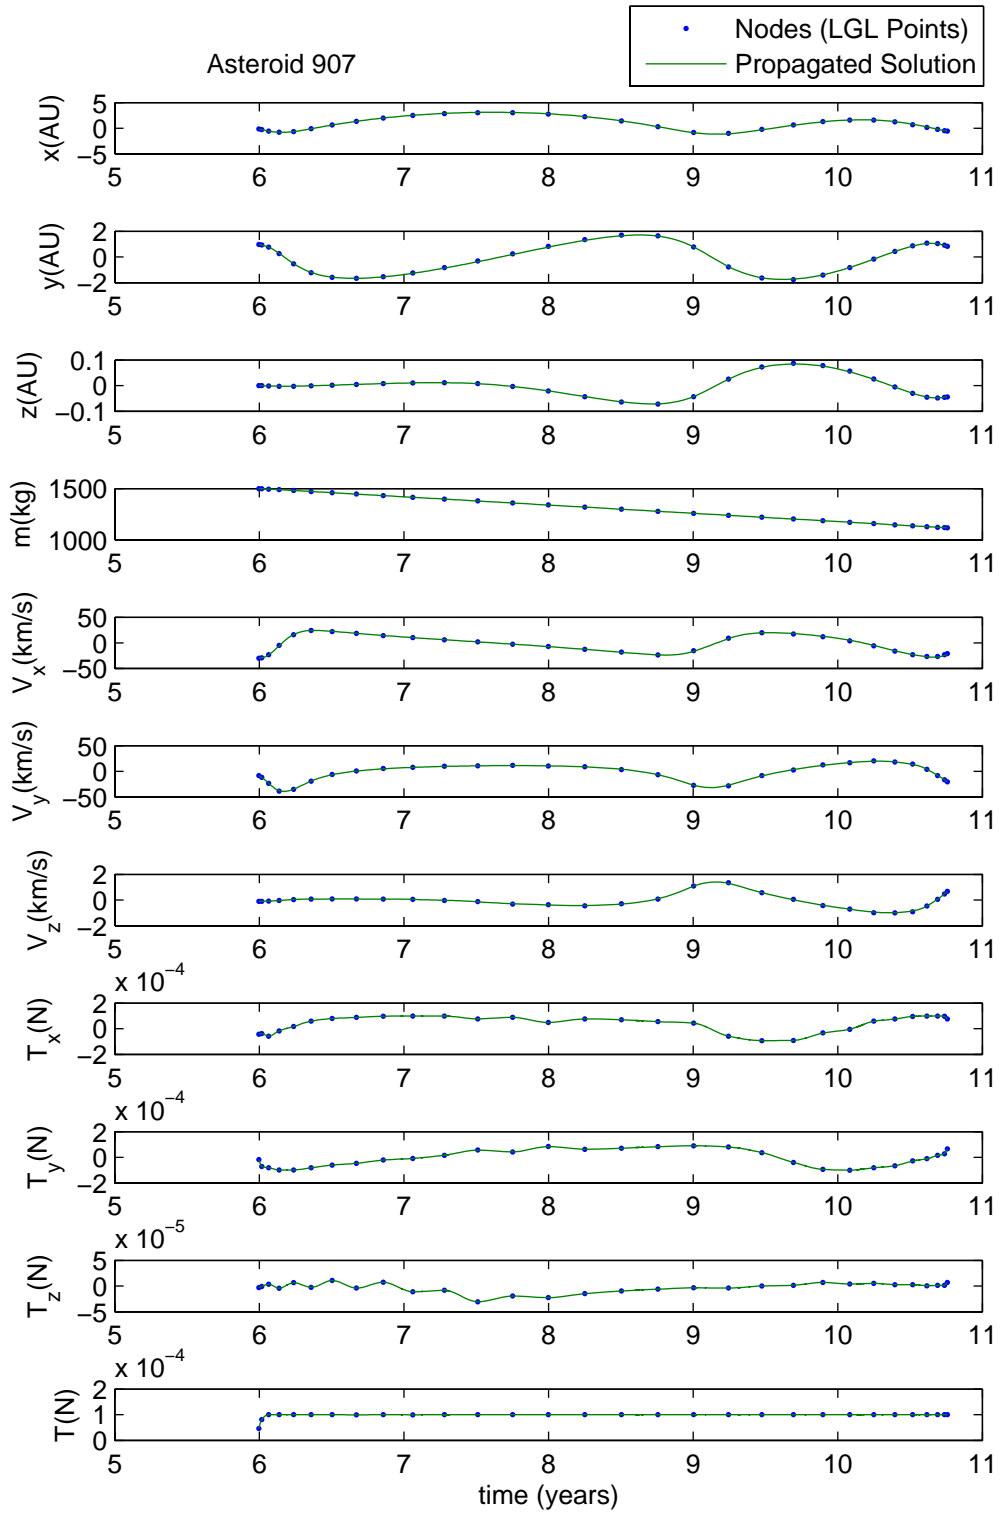 Nodes (LGL Points)
Propagated Solution
Asteroid 907
x(AU)
5
0
−5
5 6 7 8 9 10 11
y(AU)
2
0
−2
5 6 7 8 9 10 11
z(AU)
0.1
0
−0.1
5 6 7 8 9 10 11
m(kg)
1500
1000
5 6 7 8 9 10 11
V_x(km/s)
50
0
−50
5 6 7 8 9 10 11
V_y(km/s)
50
0
−50
5 6 7 8 9 10 11
V_z(km/s)
2
0
−2
5 6 7 8 9 10 11
x 10^−4
T_x(N)
2
0
−2
5 6 7 8 9 10 11
x 10^−4
T_y(N)
2
0
−2
5 6 7 8 9 10 11
x 10^−5
T_z(N)
5
0
−5
5 6 7 8 9 10 11
x 10^−4
T(N)
2
1
0
5 6 7 8 9 10 11
time (years)